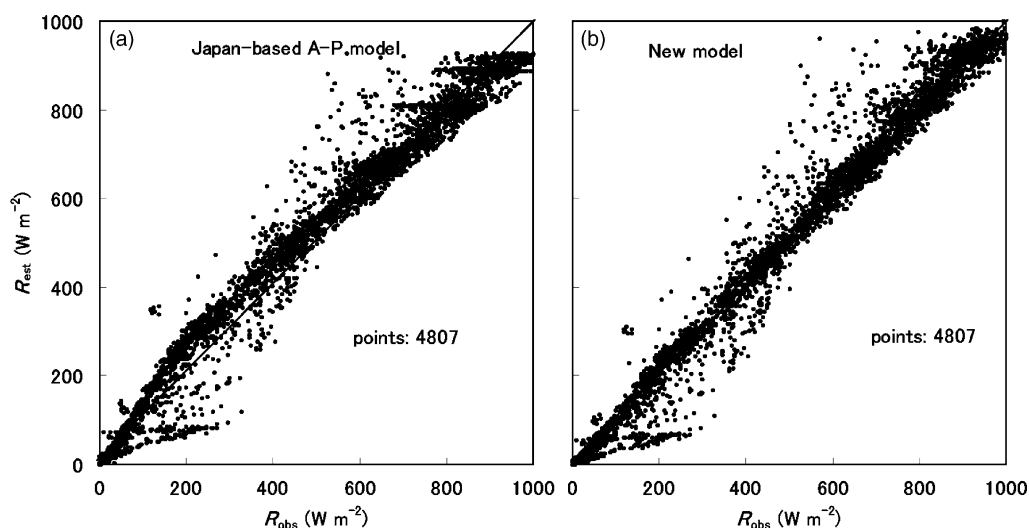 (a) Japan-based A-P.model
(b) New model
1000
800
600
400
200
0
R_est (W m⁻²)
points: 4807
points: 4807
0 200 400 600 800 1000
0 200 400 600 800 1000
R_obs (W m⁻²)
R_obs (W m⁻²)